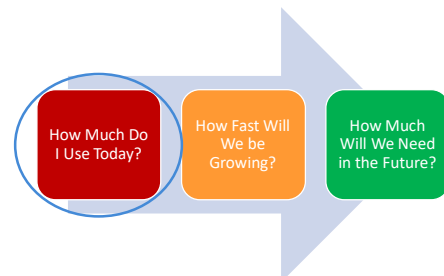 How Much Do
I Use Today?
How Fast Will
We be
Growing?
How Much
Will We Need
in the Future?